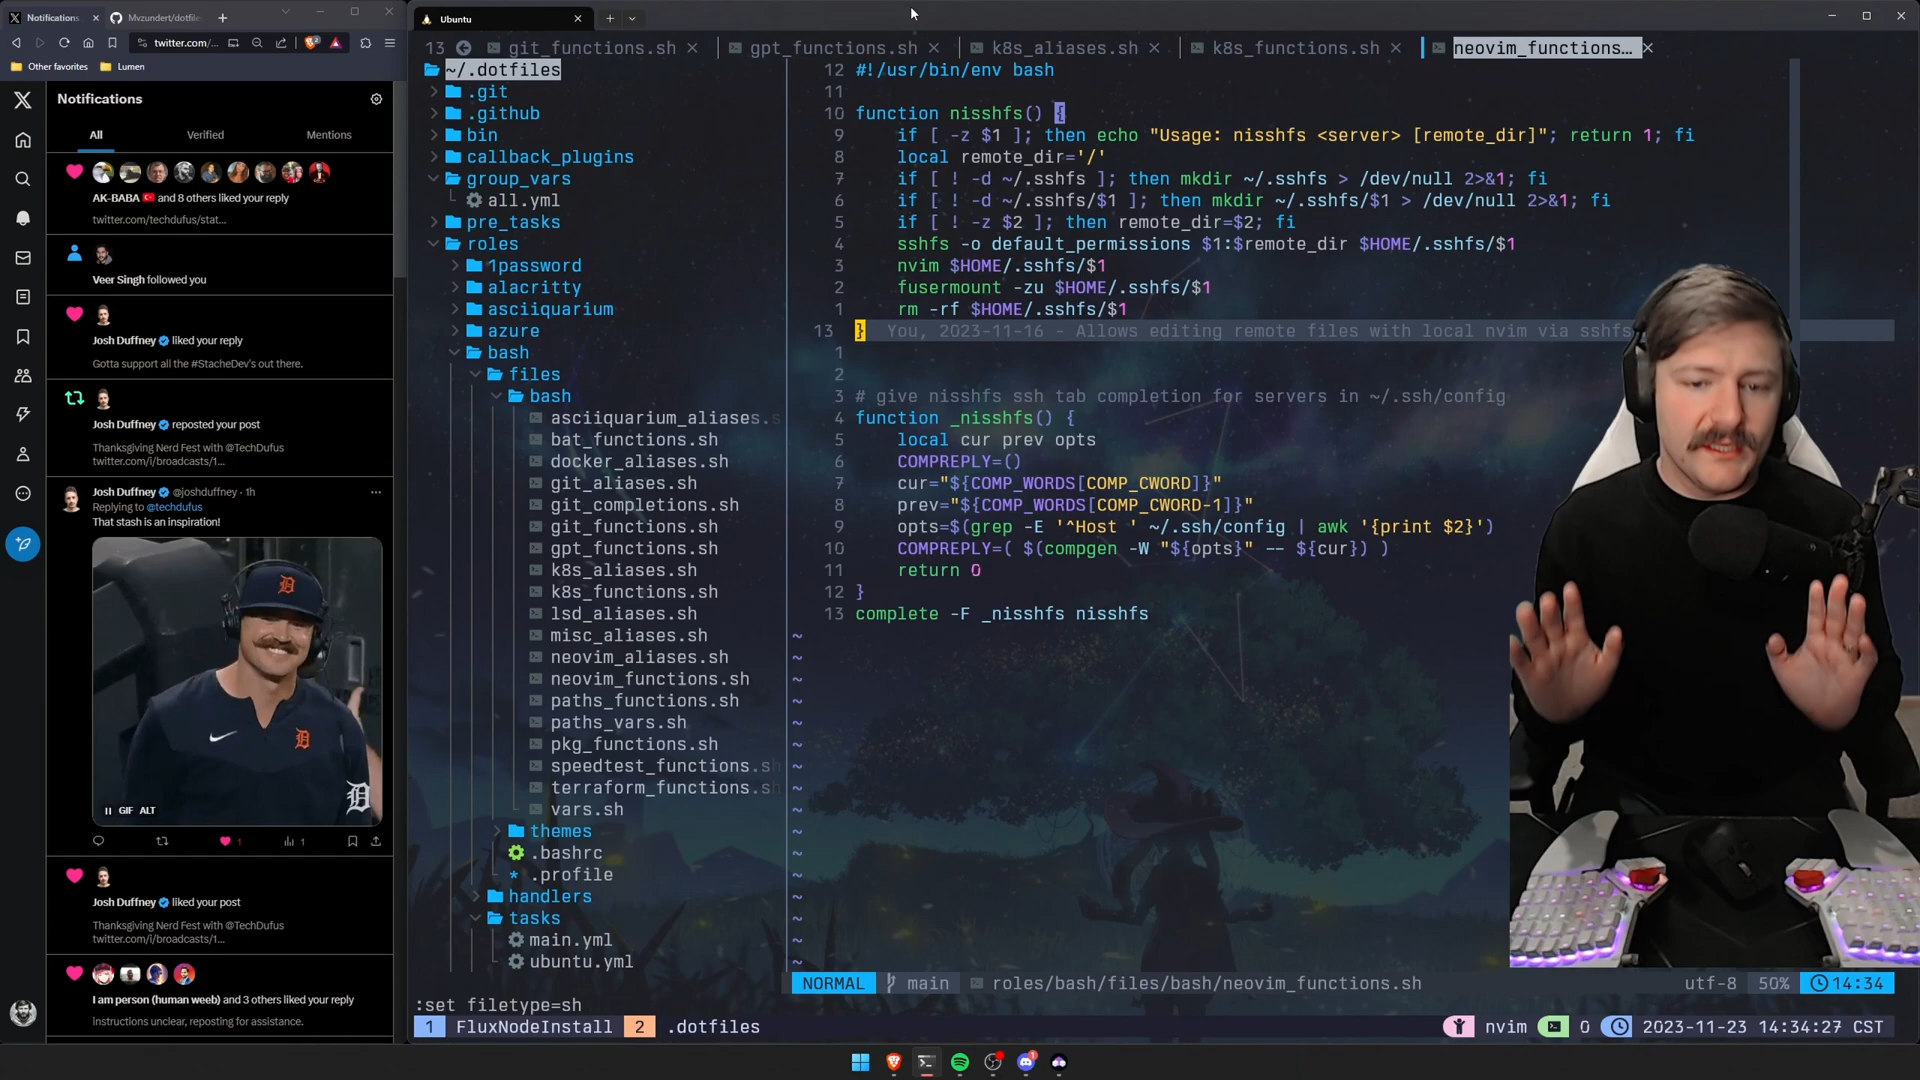 Notifications
Mvzundert/dotfile
twitter.com/...
Other favorites
Lumen
Notifications
All
Verified
Mentions
AK-BABA 🇹🇷 and 8 others liked your reply
twitter.com/techdufus/stat...
Veer Singh followed you
Josh Duffney liked your reply
Gotta support all the #StacheDev's out there.
Josh Duffney reposted your post
Thanksgiving Nerd Fest with @TechDufus
twitter.com/i/broadcasts/1...
Josh Duffney @joshduffney · 1h
Replying to @techdufus
That stash is an inspiration!
GIF ALT
1
1
Josh Duffney liked your post
Thanksgiving Nerd Fest with @TechDufus
twitter.com/i/broadcasts/1...
I am person (human weeb) and 3 others liked your reply
instructions unclear, reposting for assistance.
Ubuntu
13 git_functions.sh gpt_functions.sh k8s_aliases.sh k8s_functions.sh neovim_functions...
~/.dotfiles
.git
.github
bin
callback_plugins
group_vars
all.yml
pre_tasks
roles
1password
alacritty
asciiquarium
azure
bash
files
bash
asciiquarium_aliases.s
bat_functions.sh
docker_aliases.sh
git_aliases.sh
git_completions.sh
git_functions.sh
gpt_functions.sh
k8s_aliases.sh
k8s_functions.sh
lsd_aliases.sh
misc_aliases.sh
neovim_aliases.sh
neovim_functions.sh
paths_functions.sh
paths_vars.sh
pkg_functions.sh
speedtest_functions.sh
terraform_functions.sh
vars.sh
themes
.bashrc
.profile
handlers
tasks
main.yml
ubuntu.yml
12 #!/usr/bin/env bash
11
10 function nisshfs() {
9 if [ -z $1 ]; then echo "Usage: nisshfs <server> [remote_dir]"; return 1; fi
8 local remote_dir='/'
7 if [ ! -d ~/.sshfs ]; then mkdir ~/.sshfs > /dev/null 2>&1; fi
6 if [ ! -d ~/.sshfs/$1 ]; then mkdir ~/.sshfs/$1 > /dev/null 2>&1; fi
5 if [ ! -z $2 ]; then remote_dir=$2; fi
4 sshfs -o default_permissions $1:$remote_dir $HOME/.sshfs/$1
3 nvim $HOME/.sshfs/$1
2 fusermount -zu $HOME/.sshfs/$1
1 rm -rf $HOME/.sshfs/$1
13 } You, 2023-11-16 - Allows editing remote files with local nvim via sshfs
1
2
3 # give nisshfs ssh tab completion for servers in ~/.ssh/config
4 function _nisshfs() {
5 local cur prev opts
6 COMPREPLY=()
7 cur="${COMP_WORDS[COMP_CWORD]}"
8 prev="${COMP_WORDS[COMP_CWORD-1]}"
9 opts=$(grep -E '^Host ' ~/.ssh/config | awk '{print $2}')
10 COMPREPLY=( $(compgen -W "${opts}" -- ${cur}) )
11 return 0
12 }
13 complete -F _nisshfs nisshfs
NORMAL main roles/bash/files/bash/neovim_functions.sh utf-8 50% 14:34
:set filetype=sh
1 FluxNodeInstall 2 .dotfiles nvim 0 2023-11-23 14:34:27 CST